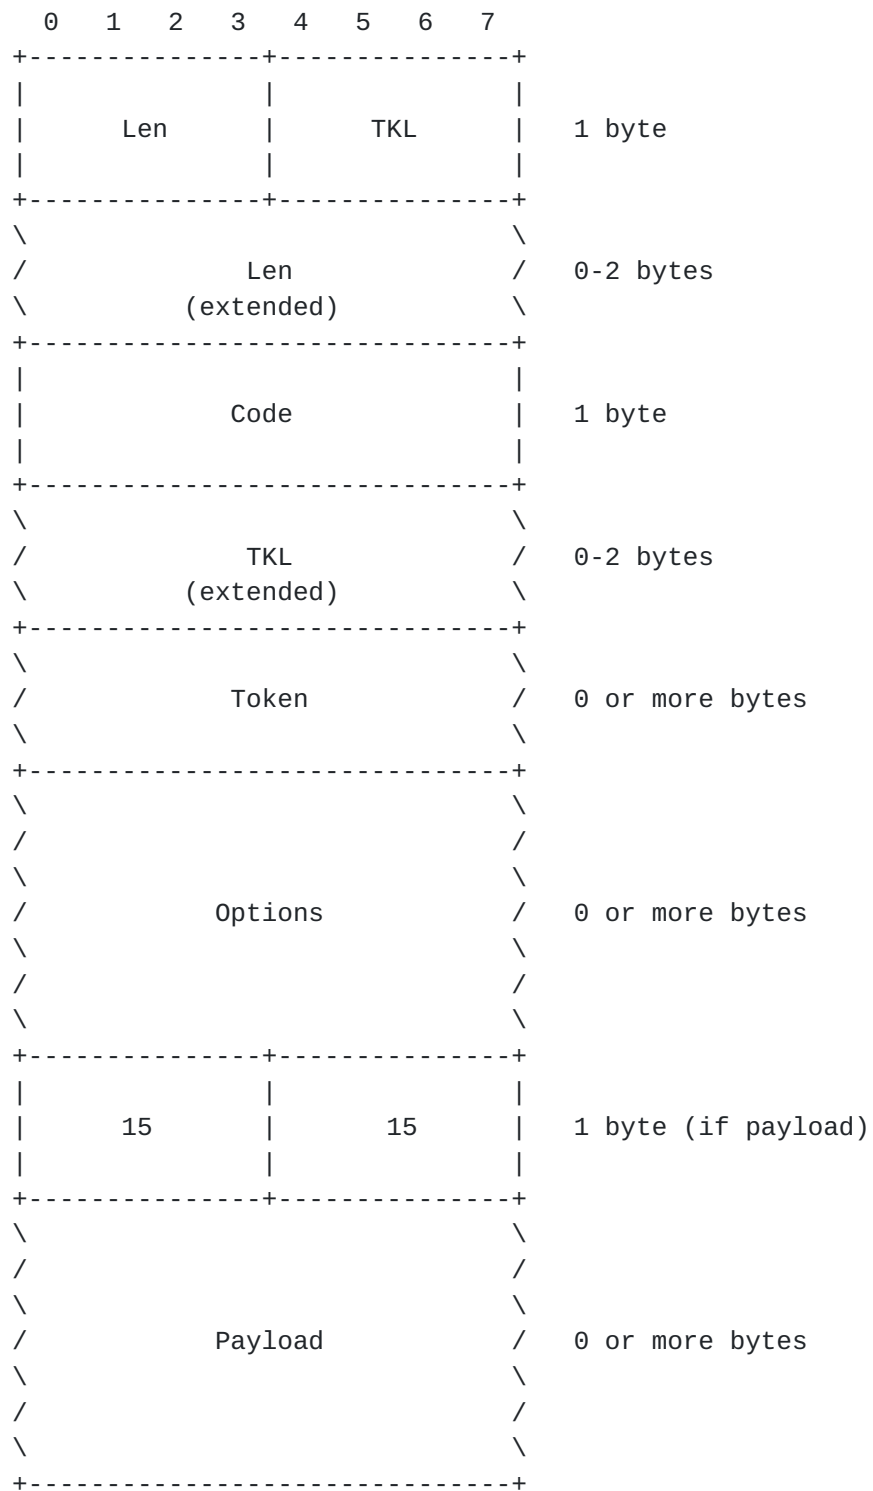 0   1   2   3   4   5   6   7
+---------------+---------------+
|               |               |
|      Len      |      TKL      |   1 byte
|               |               |
+---------------+---------------+
\                               \
/              Len              /   0-2 bytes
\          (extended)           \
+-------------------------------+
|                               |
|             Code              |   1 byte
|                               |
+-------------------------------+
\                               \
/              TKL              /   0-2 bytes
\          (extended)           \
+-------------------------------+
\                               \
/             Token             /   0 or more bytes
\                               \
+-------------------------------+
\                               \
/                               /
\                               \
/            Options            /   0 or more bytes
\                               \
/                               /
\                               \
+---------------+---------------+
|               |               |
|      15       |       15      |   1 byte (if payload)
|               |               |
+---------------+---------------+
\                               \
/                               /
\                               \
/            Payload            /   0 or more bytes
\                               \
/                               /
\                               \
+-------------------------------+